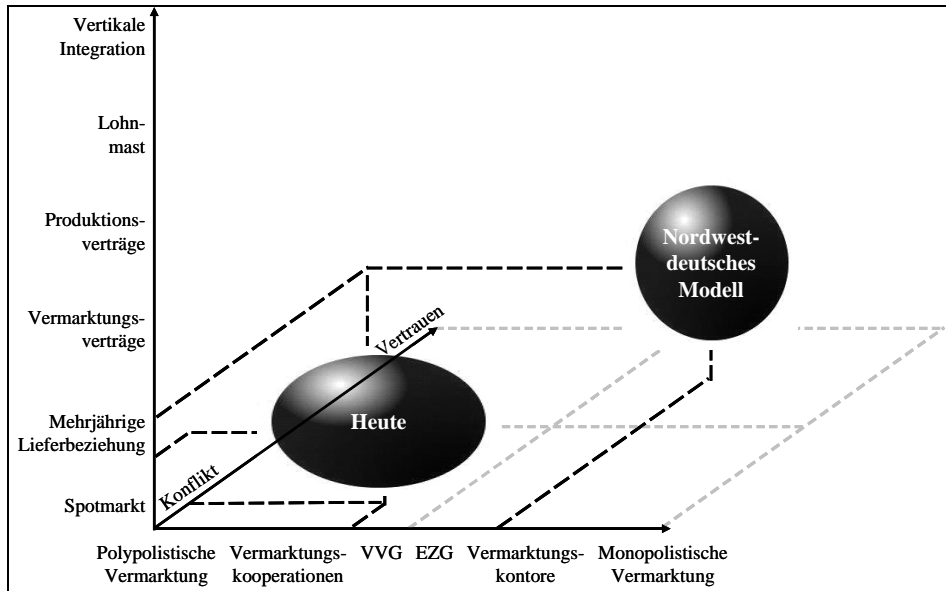 Vertikale
Integration
Lohn-
mast
Produktions-
verträge
Vermarktungs-
verträge
Mehrjährige
Lieferbeziehung
Spotmarkt
Nordwest-
deutsches
Modell
Vertrauen
Heute
Konflikt
Polypolistische
Vermarktung
Vermarktungs-
kooperationen
VVG
EZG
Vermarktungs-
kontore
Monopolistische
Vermarktung